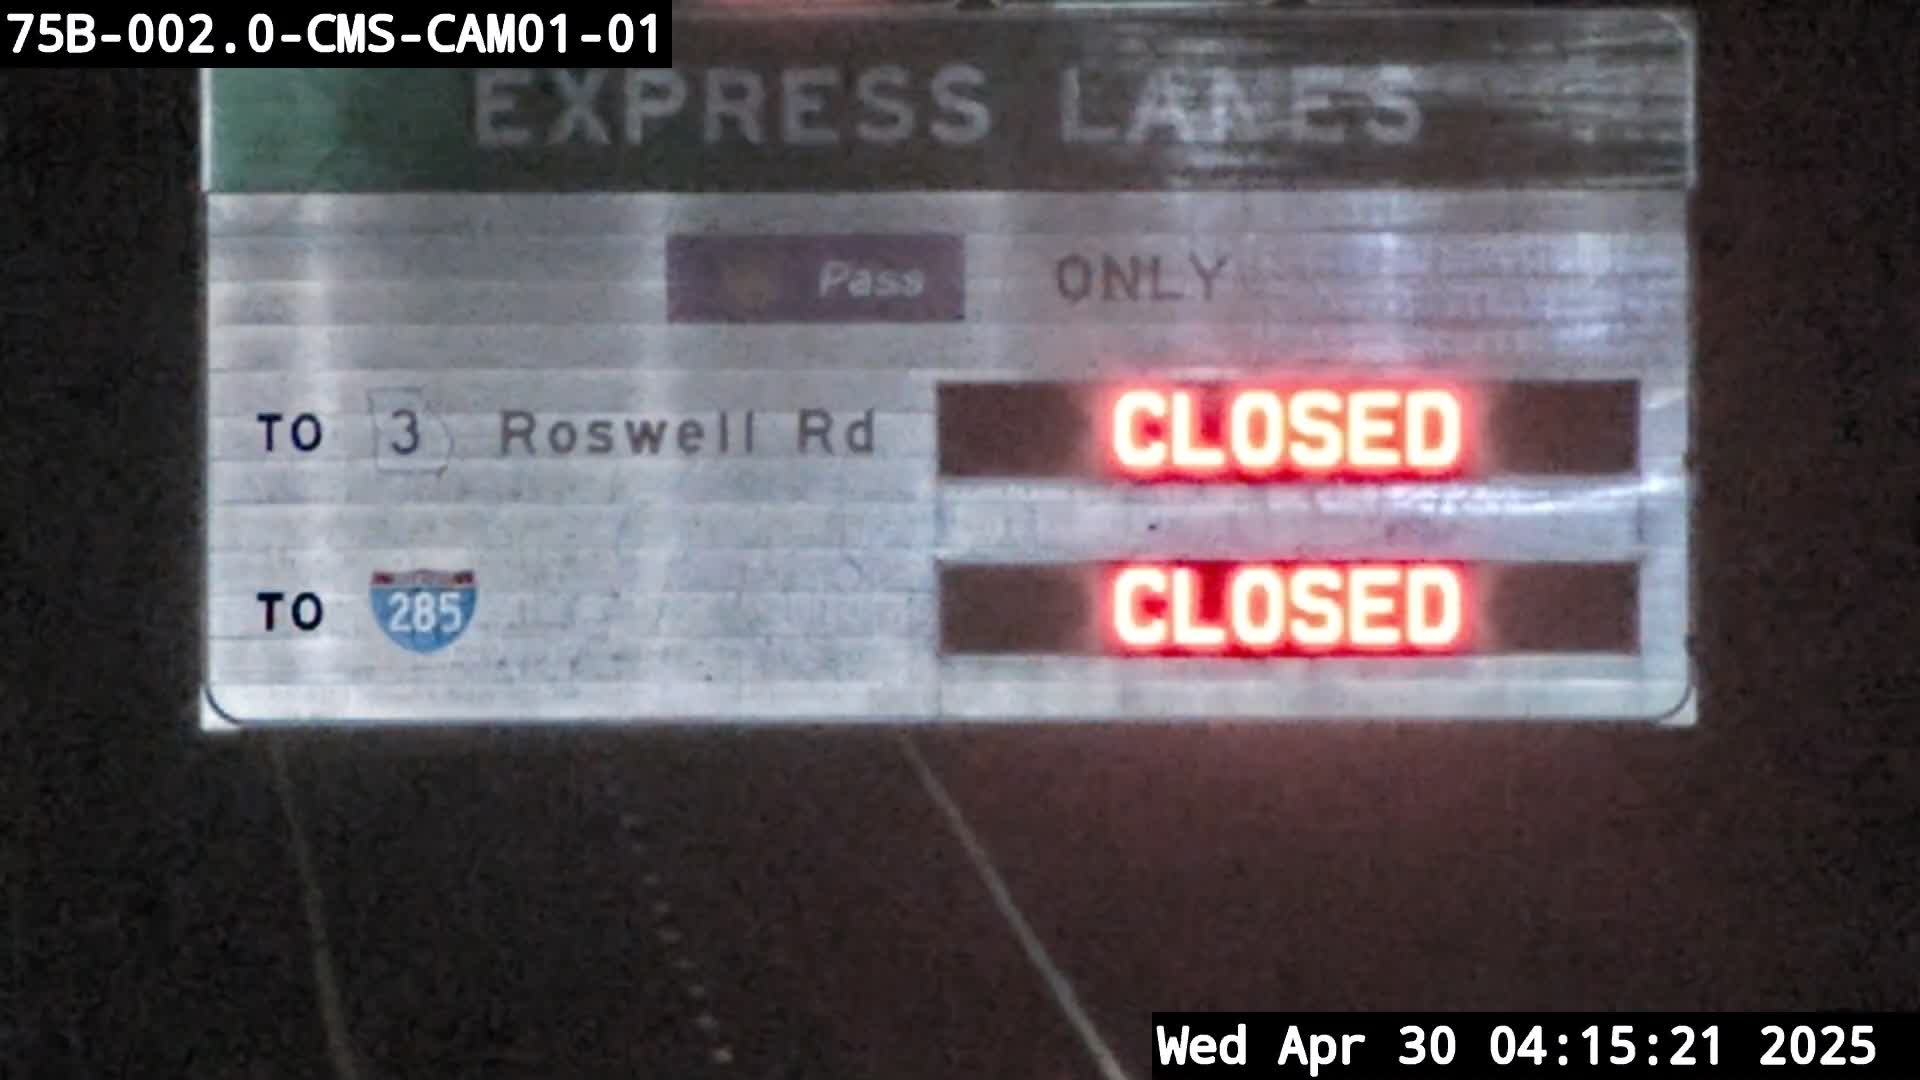 75B-002.0-CMS-CAM01-01
EXPRESS LANES
Pass ONLY
TO 3 Roswell Rd CLOSED
TO 285 CLOSED
Wed Apr 30 04:15:21 2025